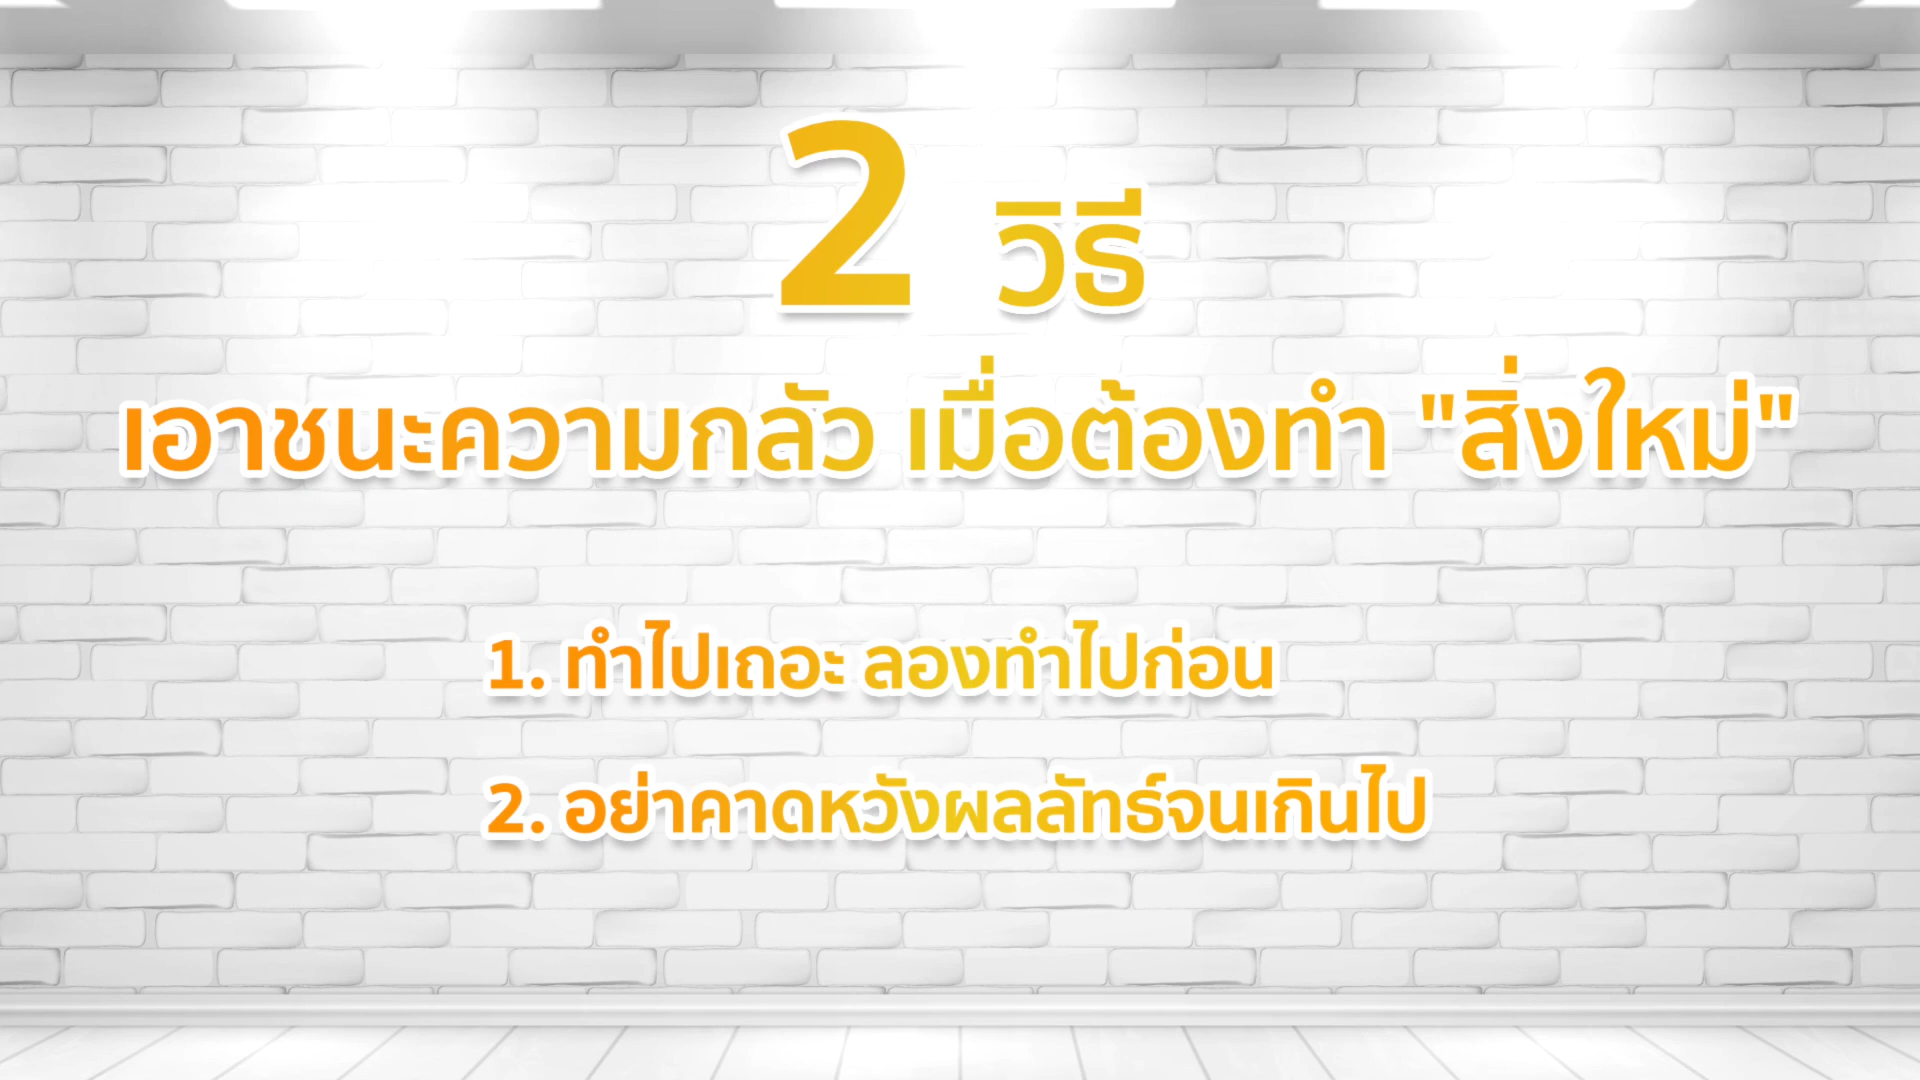 2 วิธี
เอาชนะความกลัว เมื่อต้องทำ "สิ่งใหม่"
1. ทำไปเถอะ ลองทำไปก่อน
2. อย่าคาดหวังผลลัทธ์จนเกินไป